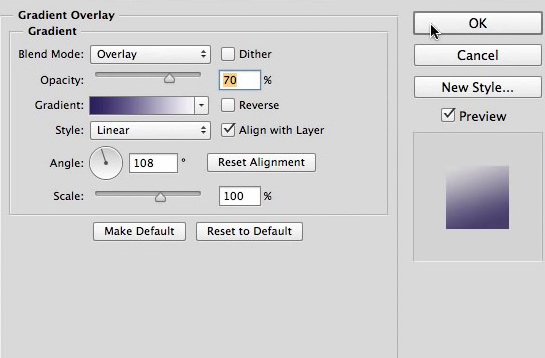 Gradient Overlay
Gradient
Blend Mode: Overlay Dither
Opacity: 70 %
Gradient: Reverse
Style: Linear Align with Layer
Angle: 108 ° Reset Alignment
Scale: 100 %
Make Default Reset to Default
OK
Cancel
New Style...
Preview